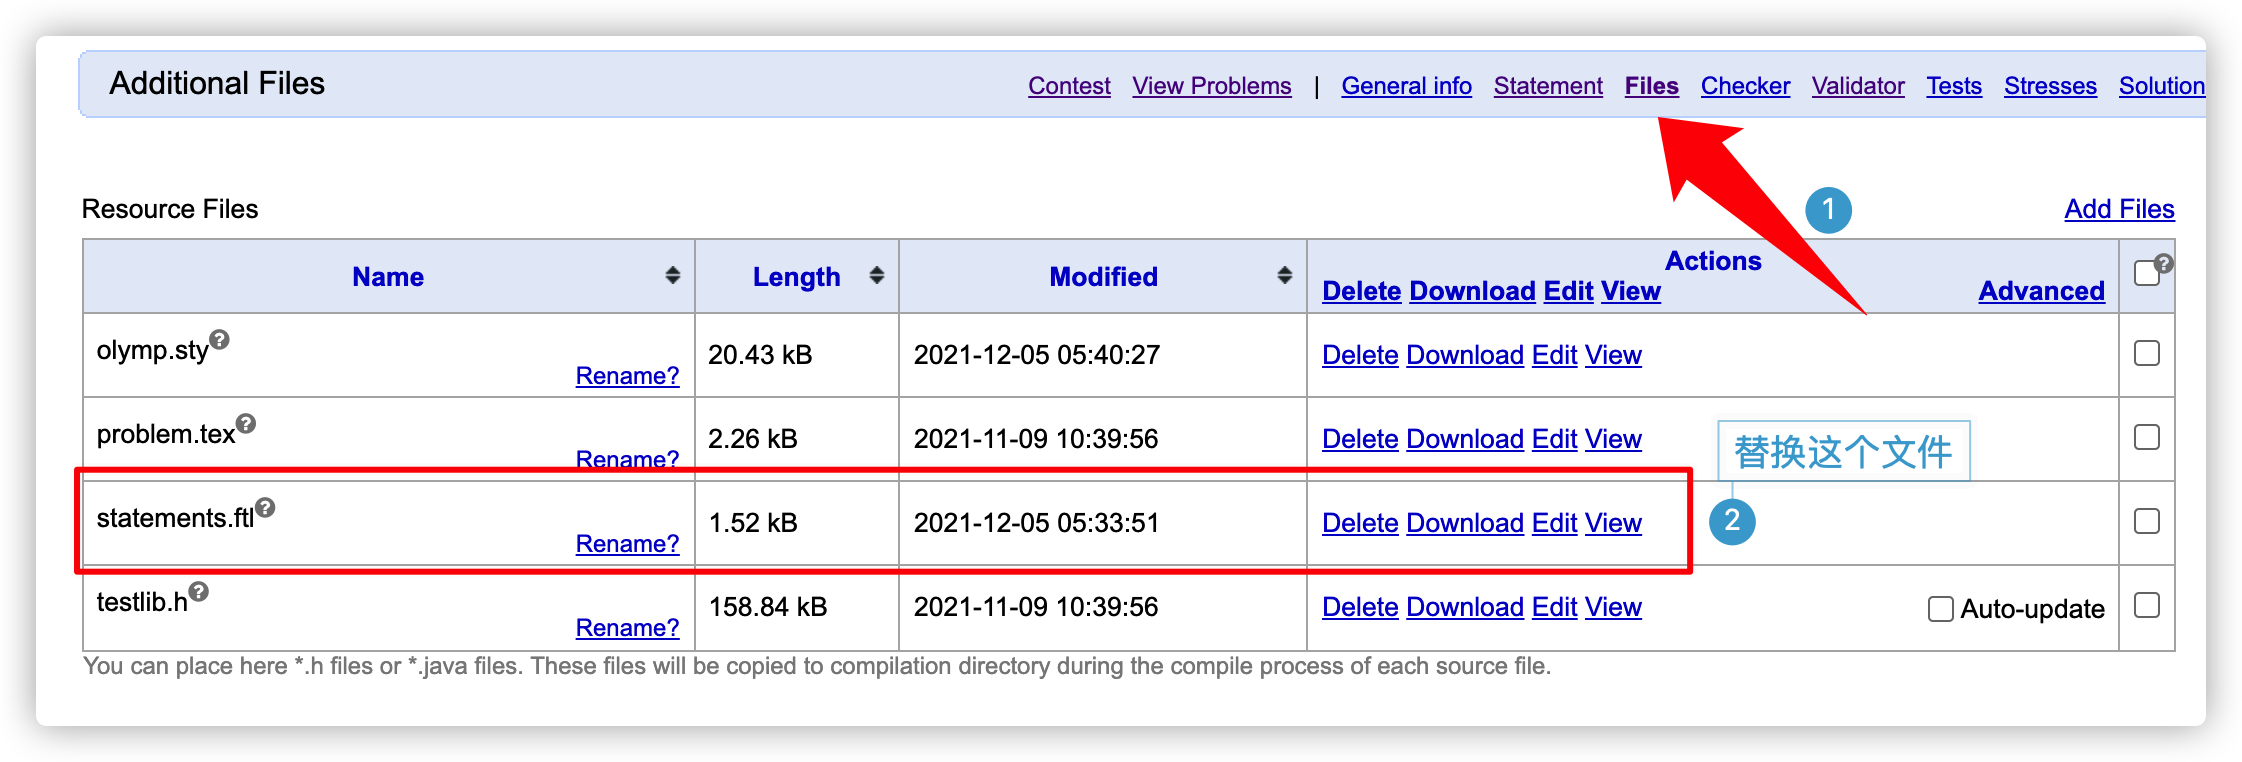 Additional Files
Contest View Problems | General info Statement Files Checker Validator Tests Stresses Solution
1
Resource Files
Add Files
Name Length Modified Actions
Delete Download Edit View Advanced
olymp.sty Rename? 20.43 kB 2021-12-05 05:40:27 Delete Download Edit View
problem.tex Rename? 2.26 kB 2021-11-09 10:39:56 Delete Download Edit View
替换这个文件
statements.ftl Rename? 1.52 kB 2021-12-05 05:33:51 Delete Download Edit View
2
testlib.h Rename? 158.84 kB 2021-11-09 10:39:56 Delete Download Edit View Auto-update
You can place here *.h files or *.java files. These files will be copied to compilation directory during the compile process of each source file.